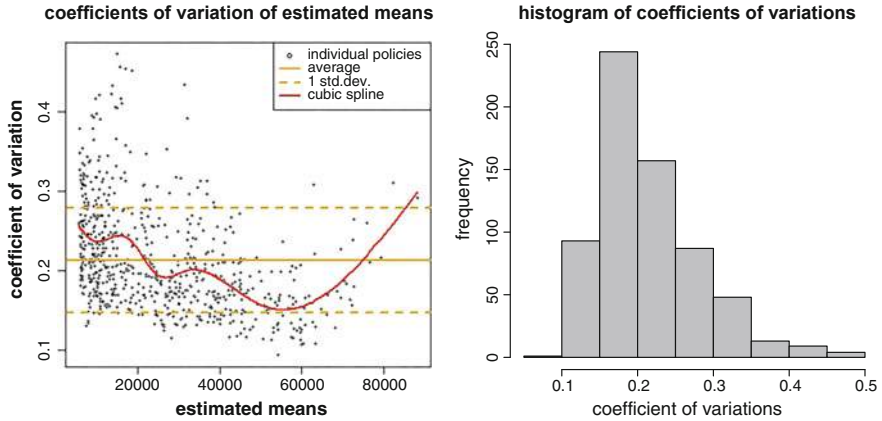 coefficients of variation of estimated means
individual policies
average
1 std.dev.
cubic spline
coefficient of variation
0.1
0.2
0.3
0.4
20000
40000
60000
80000
estimated means
histogram of coefficients of variations
frequency
0
50
100
150
200
250
0.1
0.2
0.3
0.4
0.5
coefficient of variations